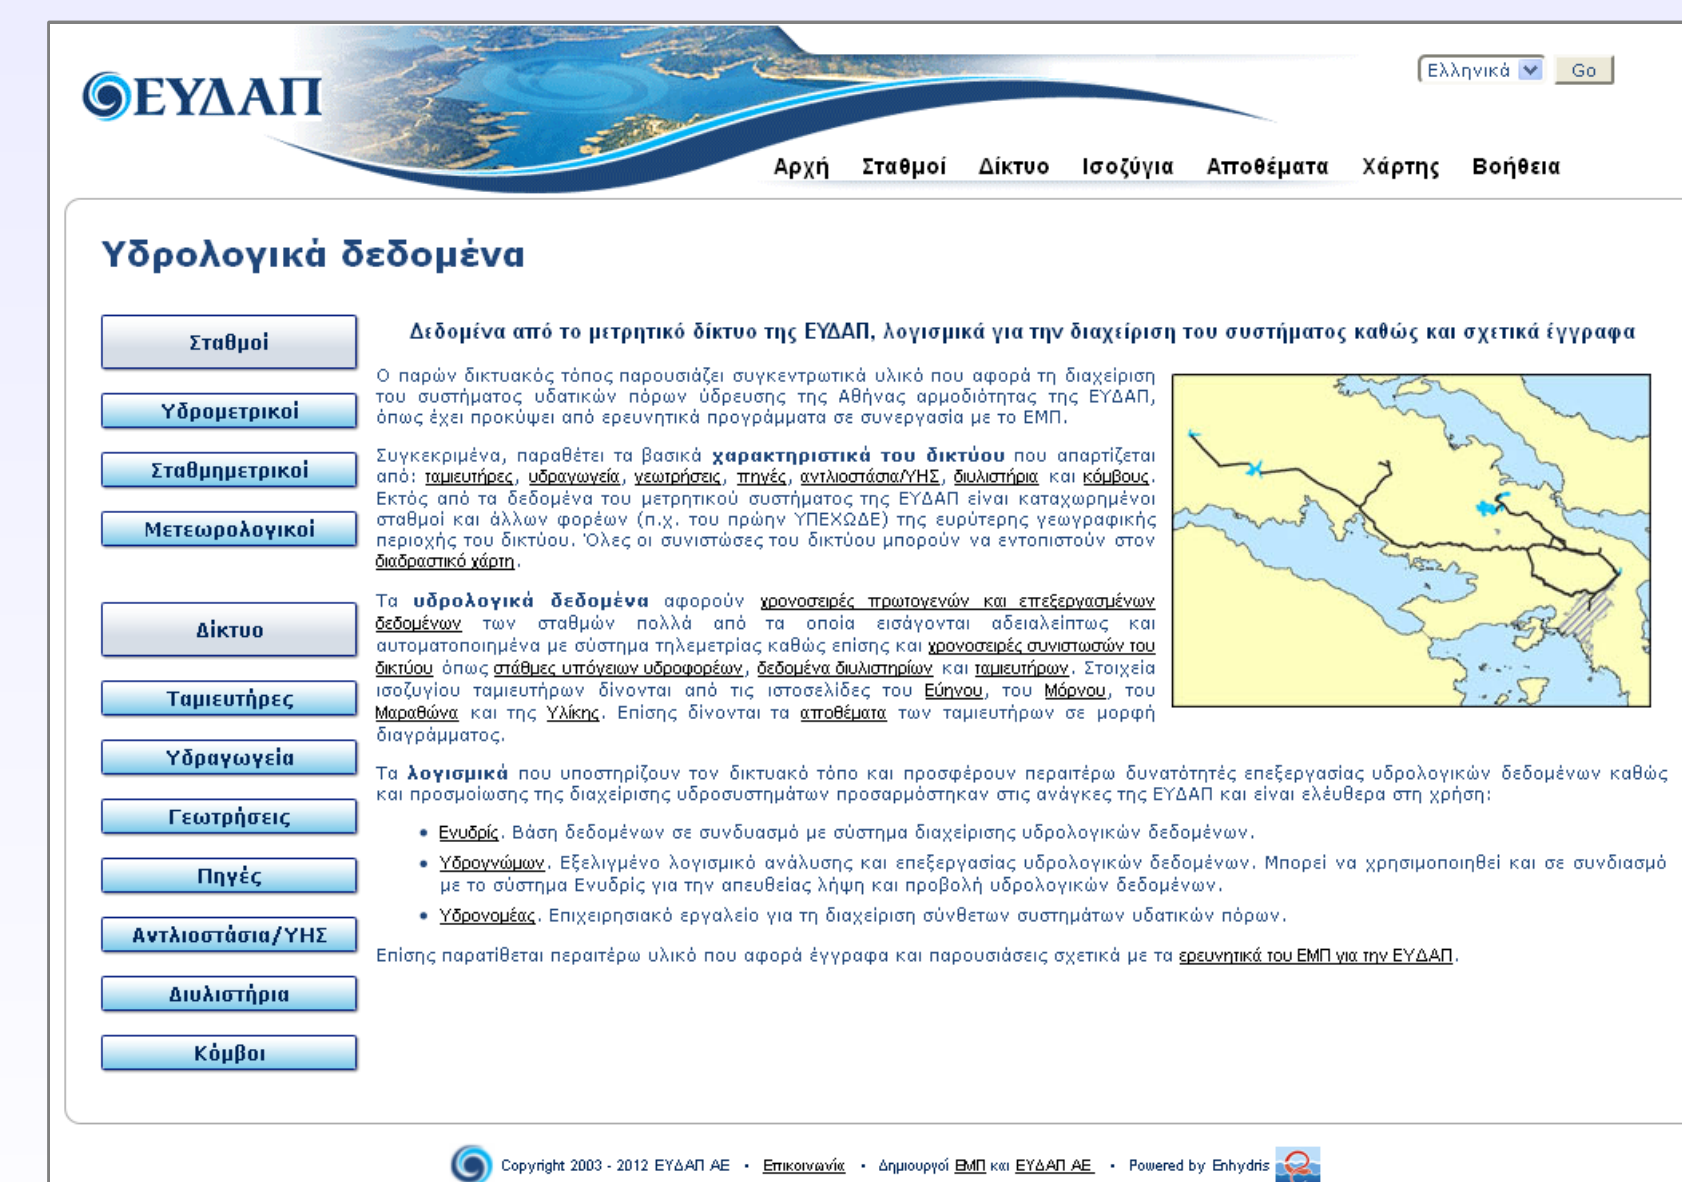 ΕΥΔΑΠ
Ελληνικά
Go
Αρχή Σταθμοί Δίκτυο Ισοζύγια Αποθέματα Χάρτης Βοήθεια
Υδρολογικά δεδομένα
Σταθμοί
Υδρομετρικοί
Σταθμημετρικοί
Μετεωρολογικοί
Δίκτυο
Ταμιευτήρες
Υδραγωγεία
Γεωτρήσεις
Πηγές
Αντλιοστάσια/ΥΗΣ
Διυλιστήρια
Κόμβοι
Δεδομένα από το μετρητικό δίκτυο της ΕΥΔΑΠ, λογισμικά για την διαχείριση του συστήματος καθώς και σχετικά έγγραφα
Ο παρών δικτυακός τόπος παρουσιάζει συγκεντρωτικά υλικό που αφορά τη διαχείριση
του συστήματος υδατικών πόρων ύδρευσης της Αθήνας αρμοδιότητας της ΕΥΔΑΠ,
όπως έχει προκύψει από ερευνητικά προγράμματα σε συνεργασία με το ΕΜΠ.
Συγκεκριμένα, παραθέτει τα βασικά χαρακτηριστικά του δικτύου που απαρτίζεται
από: ταμιευτήρες, υδραγωγεία, γεωτρήσεις, πηγές, αντλιοστάσια/ΥΗΣ, διυλιστήρια και κόμβους.
Εκτός από τα δεδομένα του μετρητικού συστήματος της ΕΥΔΑΠ είναι καταχωρημένοι
σταθμοί και άλλων φορέων (π.χ. του πρώην ΥΠΕΧΩΔΕ) της ευρύτερης γεωγραφικής
περιοχής του δικτύου. Όλες οι συνιστώσες του δικτύου μπορούν να εντοπιστούν στον
διαδραστικό χάρτη.
Τα υδρολογικά δεδομένα αφορούν χρονοσειρές πρωτογενών και επεξεργασμένων
δεδομένων των σταθμών πολλά από τα οποία εισάγονται αδειαλείπτως και
αυτοματοποιημένα με σύστημα τηλεμετρίας καθώς επίσης και χρονοσειρές συνιστωσών του
δικτύου όπως στάθμες υπόγειων υδροφορέων, δεδομένα διυλιστηρίων και ταμιευτήρων. Στοιχεία
ισοζυγίου ταμιευτήρων δίνονται από τις ιστοσελίδες του Εύηνου, του Μόρνου, του
Μαραθώνα και της Υλίκης. Επίσης δίνονται τα αποθέματα των ταμιευτήρων σε μορφή
διαγράμματος.
Τα λογισμικά που υποστηρίζουν τον δικτυακό τόπο και προσφέρουν περαιτέρω δυνατότητές επεξεργασίας υδρολογικών δεδομένων καθώς
και προσμοίωσης της διαχείρισης υδροσυστημάτων προσαρμόστηκαν στις ανάγκες της ΕΥΔΑΠ και είναι ελέυθερα στη χρήση:
• Ενυδρίς. Βάση δεδομένων σε συνδυασμό με σύστημα διαχείρισης υδρολογικών δεδομένων.
• Υδρογνώμων. Εξελιγμένο λογισμικό ανάλυσης και επεξεργασίας υδρολογικών δεδομένων. Μπορεί να χρησιμοποιηθεί και σε συνδιασμό
με το σύστημα Ενυδρίς για την απευθείας λήψη και προβολή υδρολογικών δεδομένων.
• Υδρονομέας. Επιχειρησιακό εργαλείο για τη διαχείριση σύνθετων συστημάτων υδατικών πόρων.
Επίσης παρατίθεται περαιτέρω υλικό που αφορά έγγραφα και παρουσιάσεις σχετικά με τα ερευνητικά του ΕΜΠ για την ΕΥΔΑΠ.
Copyright 2003 - 2012 ΕΥΔΑΠ ΑΕ • Επικοινωνία • Δημιουργοί ΕΜΠ και ΕΥΔΑΠ ΑΕ • Powered by Enhydris